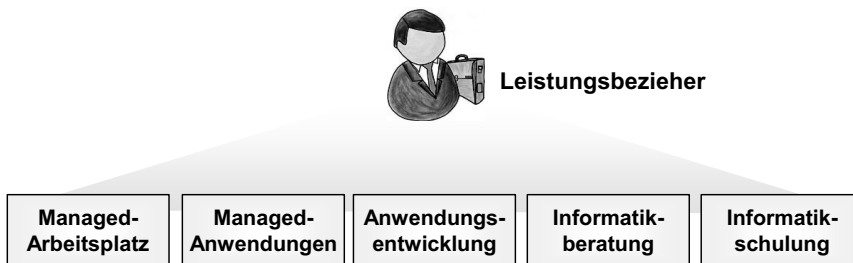 Leistungsbezieher
Managed-
Arbeitsplatz
Managed-
Anwendungen
Anwendungs-
entwicklung
Informatik-
beratung
Informatik-
schulung